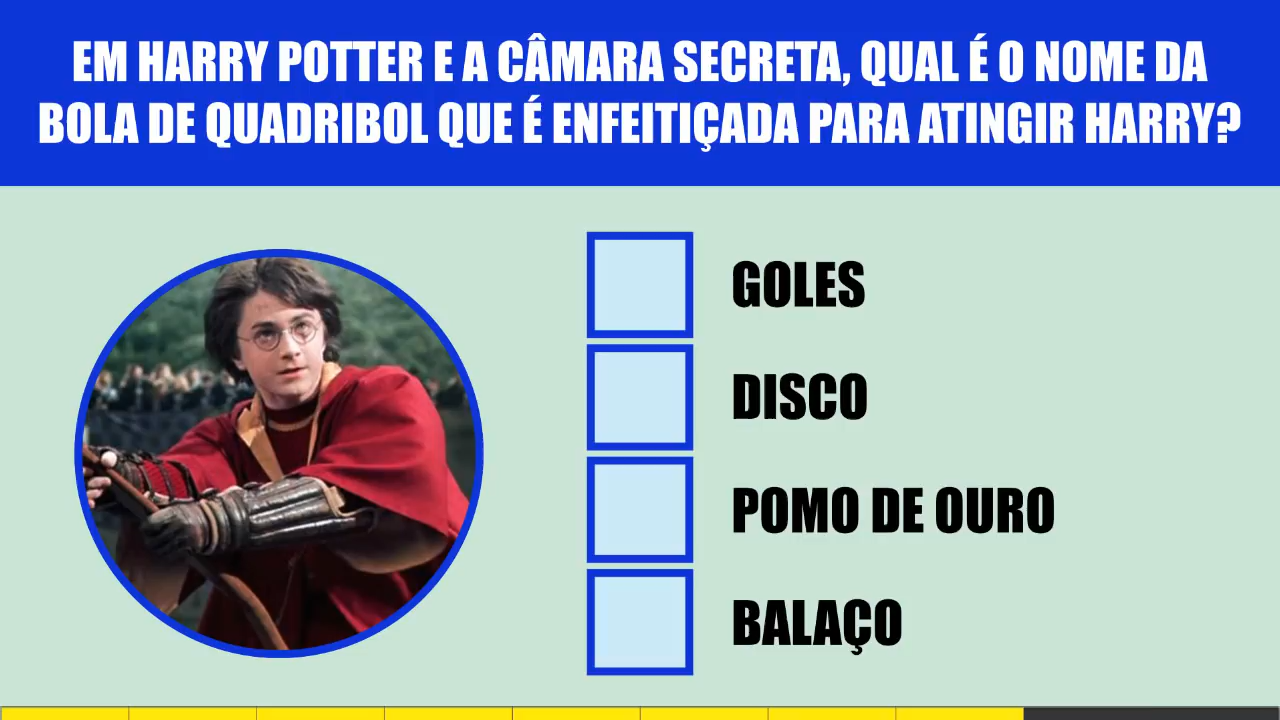 EM HARRY POTTER E A CÂMARA SECRETA, QUAL É O NOME DA
BOLA DE QUADRIBOL QUE É ENFEITIÇADA PARA ATINGIR HARRY?
GOLES
DISCO
POMO DE OURO
BALAÇO